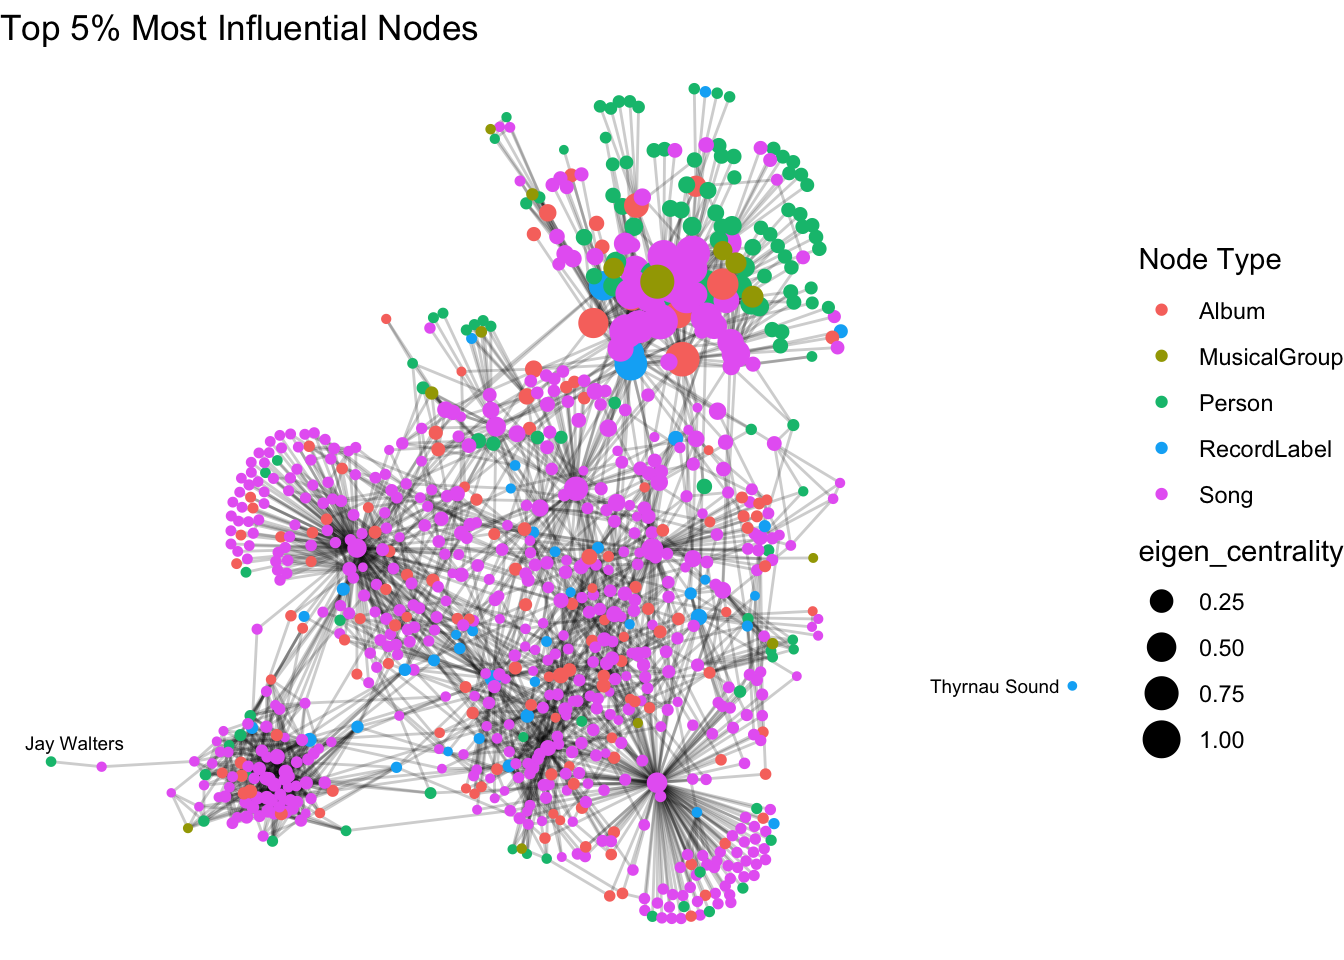 Top 5% Most Influential Nodes
Node Type
Album
MusicalGroup
Person
RecordLabel
Song
eigen_centrality
0.25
0.50
0.75
1.00
Thyrnau Sound
Jay Walters